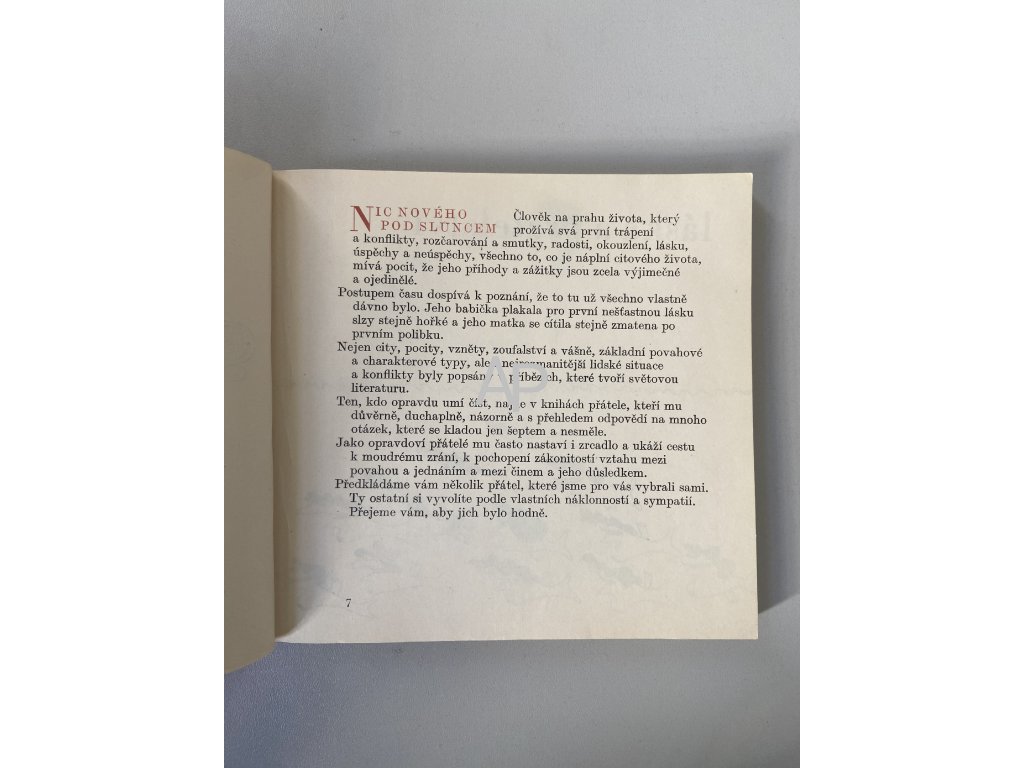 NIC NOVÉHO
POD SLUNCEM
Člověk na prahu života, který
prožívá svá první trápení
a konflikty, rozčarování a smutky, radosti, okouzlení, lásku,
úspěchy a neúspěchy, všechno to, co je náplní citového života,
mívá pocit, že jeho příhody a zážitky jsou zcela výjimečné
a ojedinělé.
Postupem času dospívá k poznání, že to tu už všechno vlastně
dávno bylo. Jeho babička plakala pro první nešťastnou lásku
slzy stejně hořké a jeho matka se cítila stejně zmatena po
prvním polibku.
Nejen city, pocity, vzněty, zoufalství a vášně, základní povahové
a charakterové typy, ale nejrozmanitější lidské situace
a konflikty byly popsány příbězích, které tvoří světovou
literaturu.
Ten, kdo opravdu umí číst, najde v knihách přátele, kteří mu
důvěrně, duchaplně, názorně a s přehledem odpovědí na mnoho
otázek, které se kladou jen šeptem a nesměle.
Jako opravdoví přátelé mu často nastaví i zrcadlo a ukáží cestu
k moudrému zrání, k pochopení zákonitostí vztahu mezi
povahou a jednáním a mezi činem a jeho důsledkem.
Předkládáme vám několik přátel, které jsme pro vás vybrali sami.
Ty ostatní si vyvolíte podle vlastních náklonností a sympatií.
Přejeme vám, aby jich bylo hodně.
7
AP